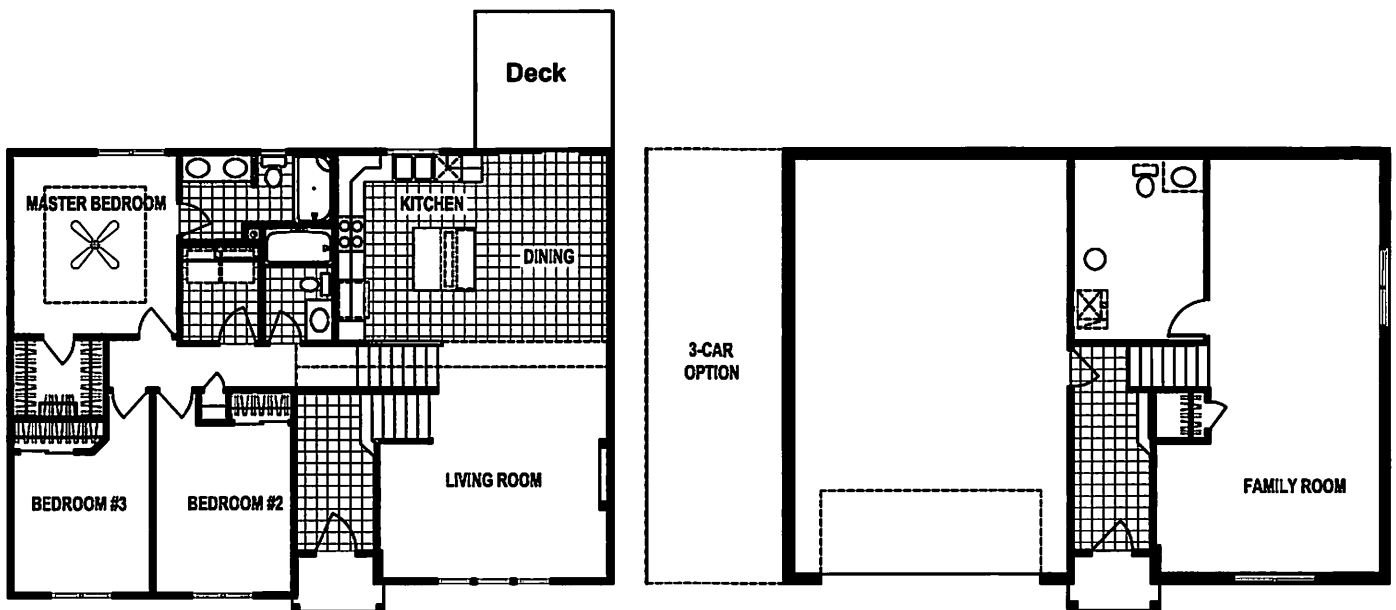 Deck
MASTER BEDROOM
KITCHEN
DINING
3-CAR
OPTION
LIVING ROOM
BEDROOM #3
BEDROOM #2
FAMILY ROOM